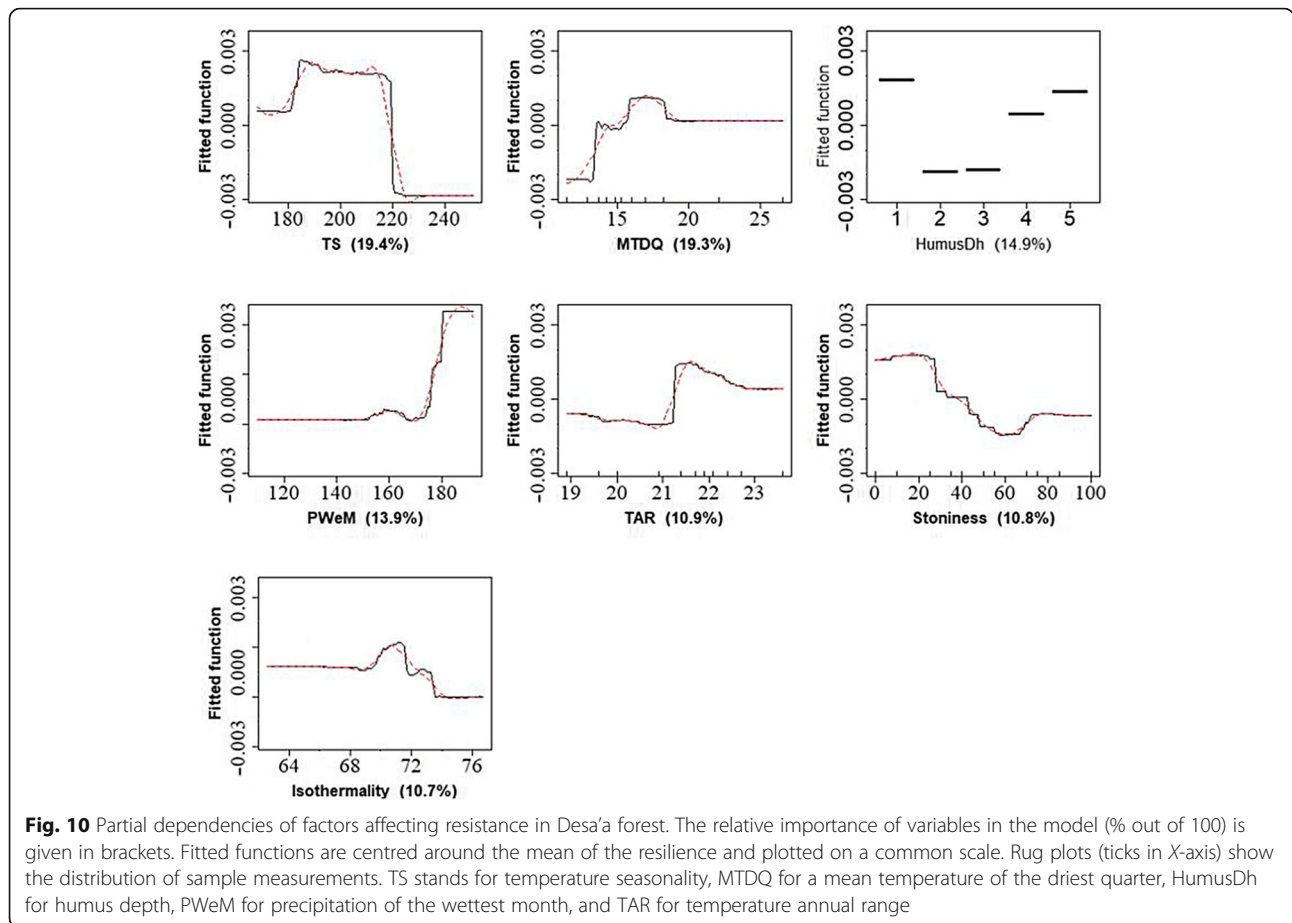 Fitted function
0.003
0.000
−0.003
180 200 220 240
TS (19.4%)
Fitted function
0.003
0.000
−0.003
15 20 25
MTDQ (19.3%)
Fitted function
0.003
0.000
−0.003
1 2 3 4 5
HumusDh (14.9%)
Fitted function
0.003
0.000
−0.003
120 140 160 180
PWeM (13.9%)
Fitted function
0.003
0.000
−0.003
19 20 21 22 23
TAR (10.9%)
Fitted function
0.003
0.000
−0.003
0 20 40 60 80 100
Stoniness (10.8%)
Fitted function
0.003
0.000
−0.003
64 68 72 76
Isothermality (10.7%)
Fig. 10 Partial dependencies of factors affecting resistance in Desa'a forest. The relative importance of variables in the model (% out of 100) is
given in brackets. Fitted functions are centred around the mean of the resilience and plotted on a common scale. Rug plots (ticks in X-axis) show
the distribution of sample measurements. TS stands for temperature seasonality, MTDQ for a mean temperature of the driest quarter, HumusDh
for humus depth, PWeM for precipitation of the wettest month, and TAR for temperature annual range